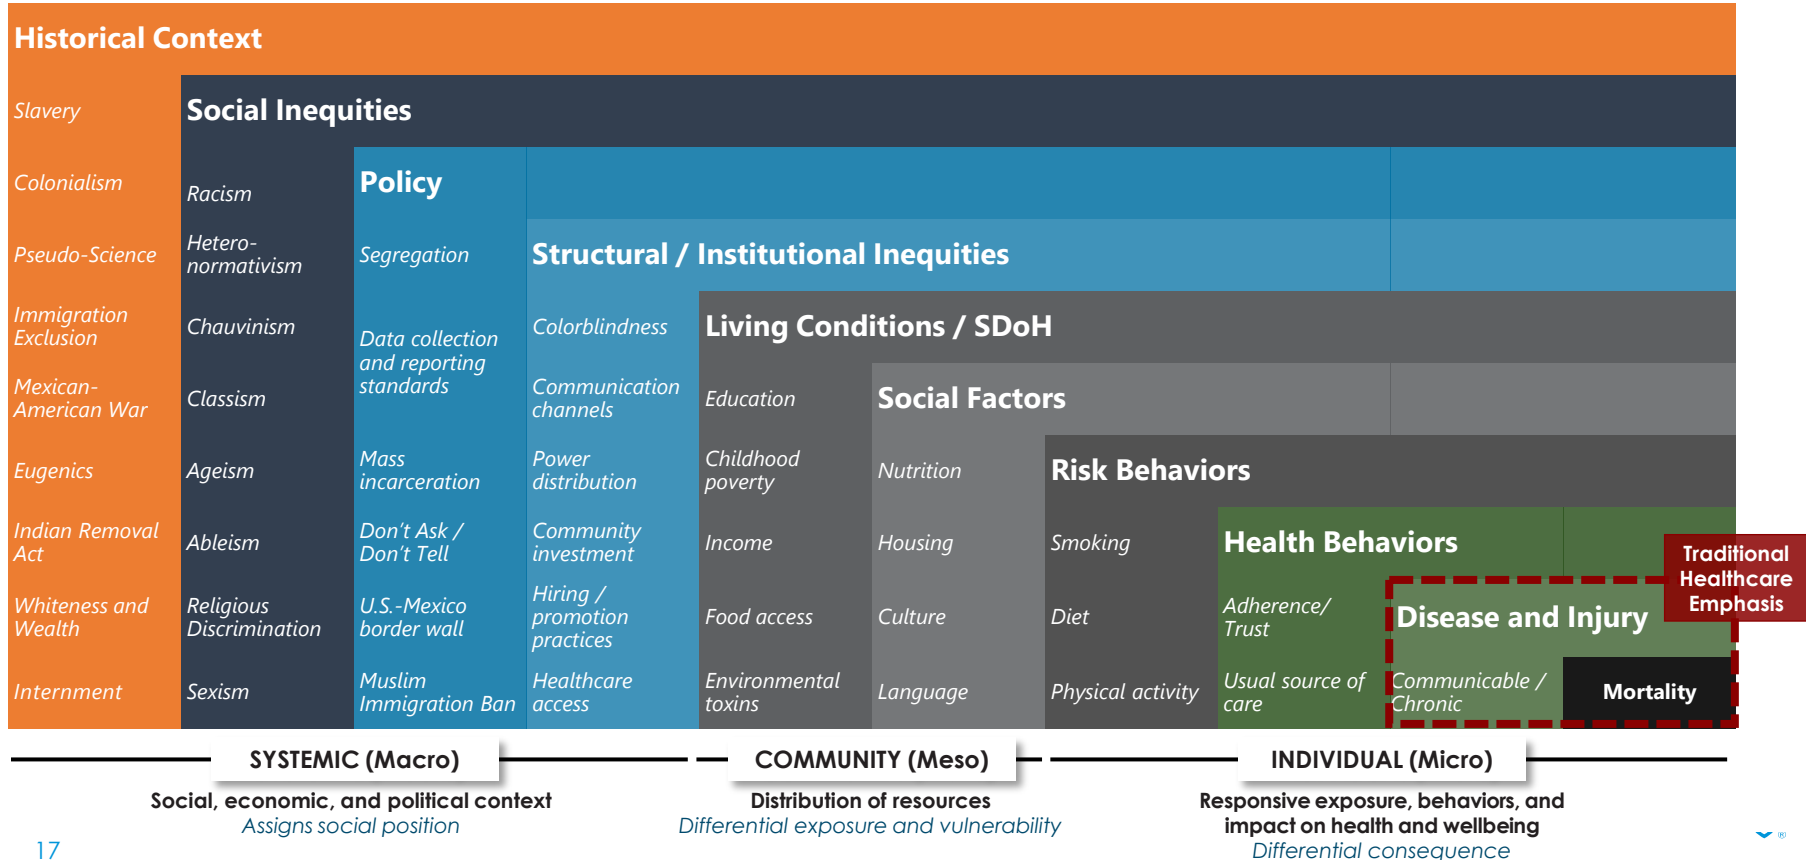 Historical Context
Slavery
Colonialism
Pseudo-Science
Immigration
Exclusion
Mexican-
American War
Eugenics
Indian Removal
Act
Whiteness and
Wealth
Internment
Social Inequities
Racism
Hetero-
normativism
Chauvinism
Classism
Ageism
Ableism
Religious
Discrimination
Sexism
Policy
Segregation
Data collection
and reporting
standards
Mass
incarceration
Don't Ask /
Don't Tell
U.S.-Mexico
border wall
Muslim
Immigration Ban
Structural / Institutional Inequities
Colorblindness
Communication
channels
Power
distribution
Community
investment
Hiring /
promotion
practices
Healthcare
access
Living Conditions / SDoH
Education
Childhood
poverty
Income
Food access
Environmental
toxins
Social Factors
Nutrition
Housing
Culture
Language
Risk Behaviors
Smoking
Diet
Physical activity
Health Behaviors
Adherence/
Trust
Usual source of
care
Traditional
Healthcare
Emphasis
Disease and Injury
Communicable /
Chronic
Mortality
SYSTEMIC (Macro)
Social, economic, and political context
Assigns social position
COMMUNITY (Meso)
Distribution of resources
Differential exposure and vulnerability
INDIVIDUAL (Micro)
Responsive exposure, behaviors, and
impact on health and wellbeing
Differential consequence
17
®